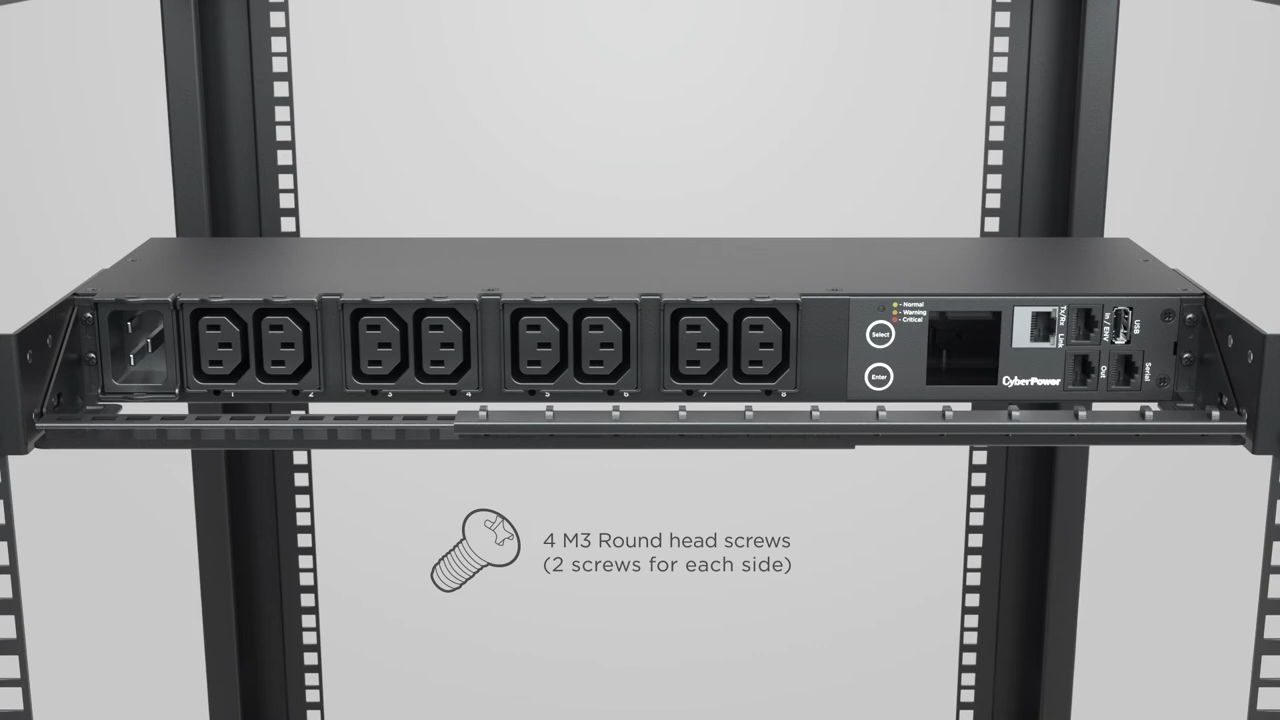 - Normal
- Warning
- Critical
Select
Enter
CyberPower
Tx/Rx
Link
In / ENV
USB
Out
Serial
1 2 3 4 5 6 7 8
4 M3 Round head screws
(2 screws for each side)